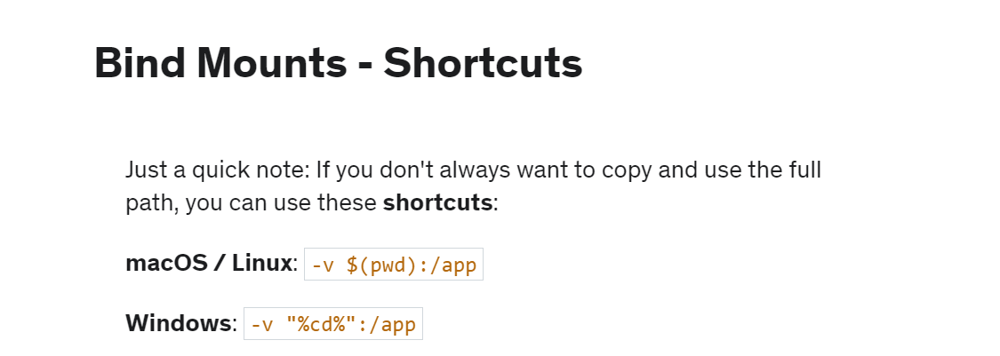 Bind Mounts - Shortcuts
Just a quick note: If you don't always want to copy and use the full
path, you can use these shortcuts:
macOS / Linux: -v $(pwd):/app
Windows: -v "%cd%":/app